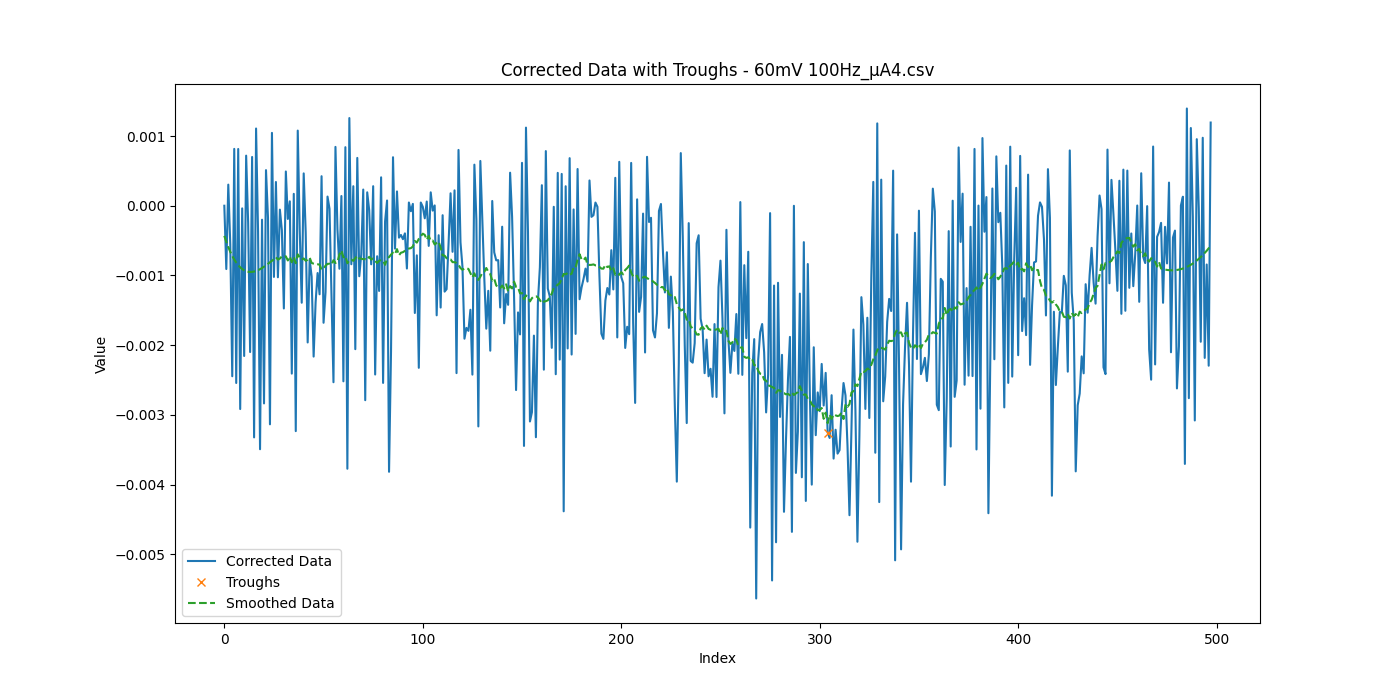 Corrected Data with Troughs - 60mV 100Hz_μA4.csv
Value
0.001
0.000
−0.001
−0.002
−0.003
−0.004
−0.005
Corrected Data
Troughs
Smoothed Data
0 100 200 300 400 500
Index